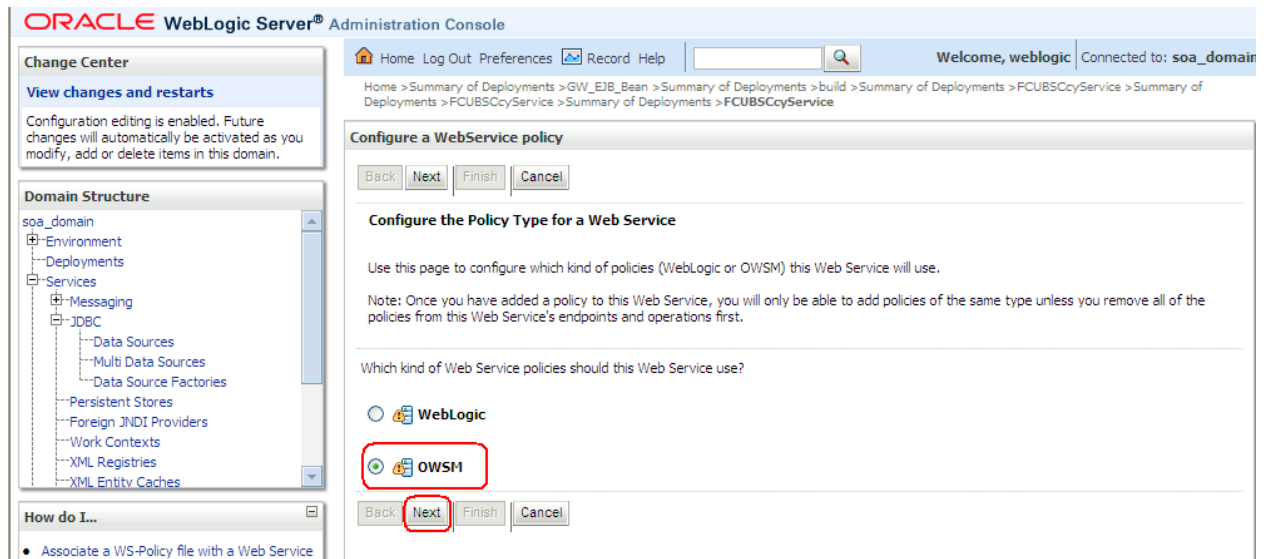 ORACLE WebLogic Server® Administration Console
Change Center
View changes and restarts
Configuration editing is enabled. Future
changes will automatically be activated as you
modify, add or delete items in this domain.
Domain Structure
soa_domain
Environment
Deployments
Services
Messaging
JDBC
Data Sources
Multi Data Sources
Data Source Factories
Persistent Stores
Foreign JNDI Providers
Work Contexts
XML Registries
XML Entity Caches
How do I...
Associate a WS-Policy file with a Web Service
Home Log Out Preferences Record Help
Welcome, weblogic Connected to: soa_domain
Home >Summary of Deployments >GW_EJB_Bean >Summary of Deployments >build >Summary of Deployments >FCUBSCcyService >Summary of
Deployments >FCUBSCcyService >Summary of Deployments >FCUBSCcyService
Configure a WebService policy
Back Next Finish Cancel
Configure the Policy Type for a Web Service
Use this page to configure which kind of policies (WebLogic or OWSM) this Web Service will use.
Note: Once you have added a policy to this Web Service, you will only be able to add policies of the same type unless you remove all of the
policies from this Web Service's endpoints and operations first.
Which kind of Web Service policies should this Web Service use?
WebLogic
OWSM
Back Next Finish Cancel